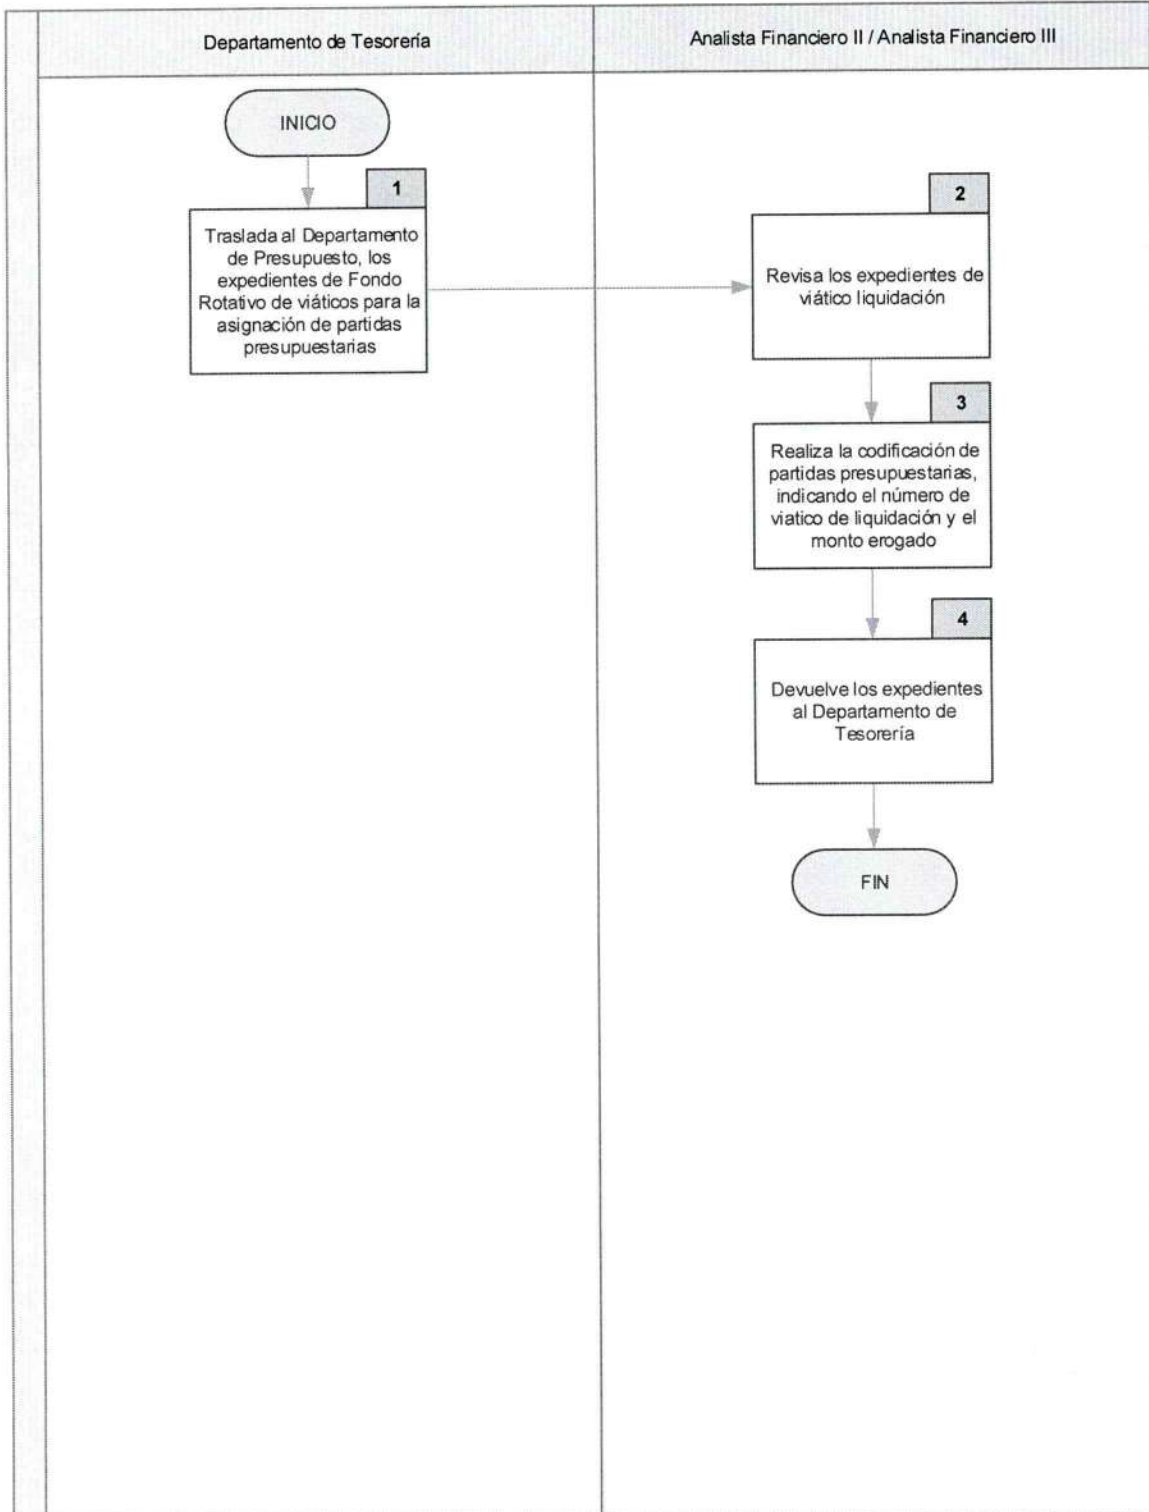 Departamento de Tesorería
Analista Financiero II / Analista Financiero III
INICIO
1
Traslada al Departamento
de Presupuesto, los
expedientes de Fondo
Rotativo de viáticos para la
asignación de partidas
presupuestarias
2
Revisa los expedientes de
viático liquidación
3
Realiza la codificación de
partidas presupuestarias,
indicando el número de
viatico de liquidación y el
monto erogado
4
Devuelve los expedientes
al Departamento de
Tesorería
FIN